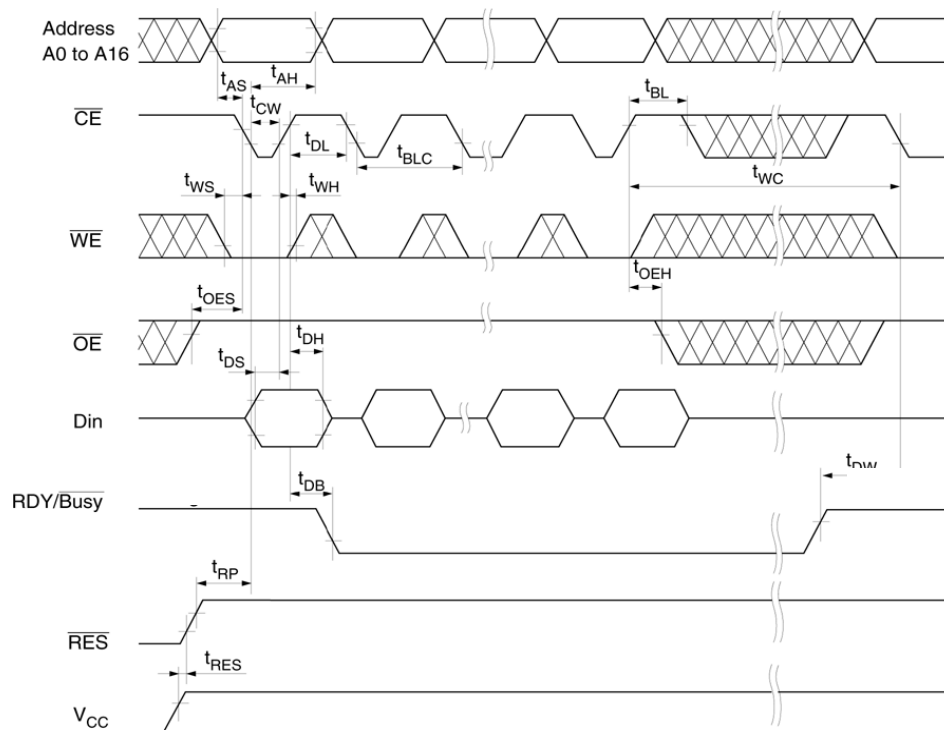 Address
A0 to A16
tAS
tAH
tBL
CE
tCW
tDL
tBLC
tWC
tWS
tWH
WE
tOEH
tOES
OE
tDH
tDS
Din
tDW
tDB
RDY/Busy
tRP
RES
tRES
VCC